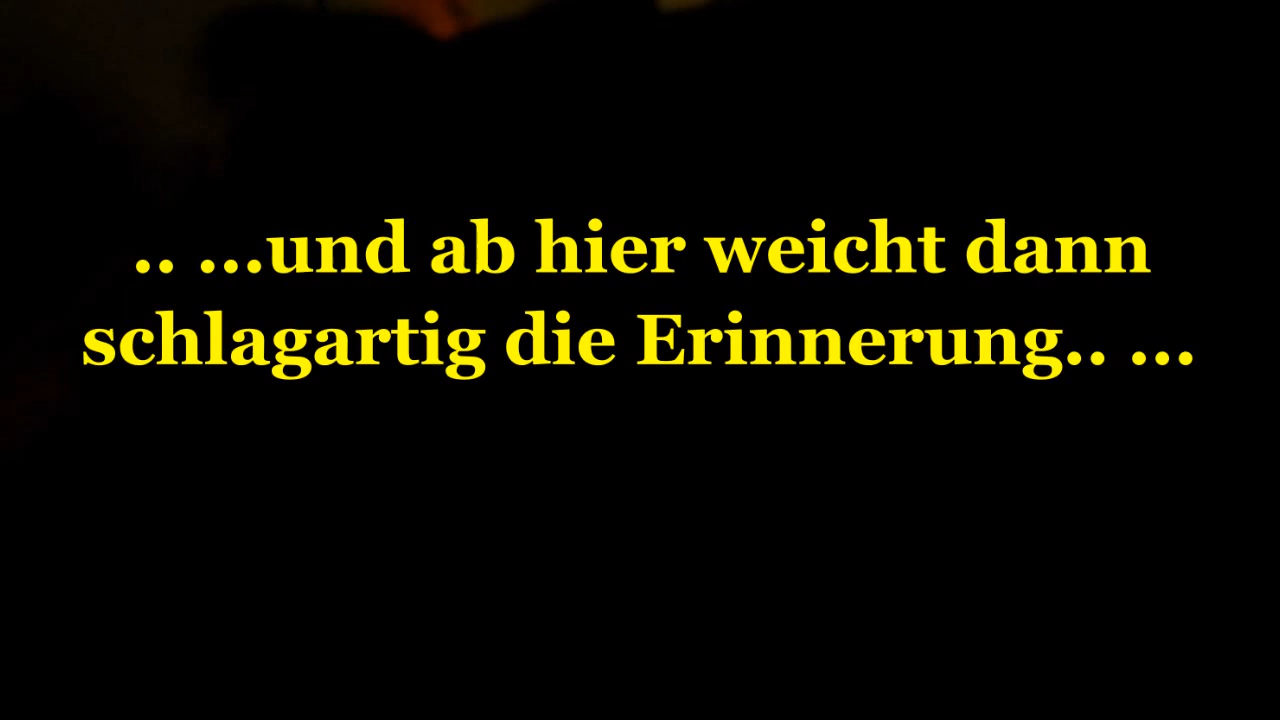 .. ...und ab hier weicht dann
schlagartig die Erinnerung.. ...